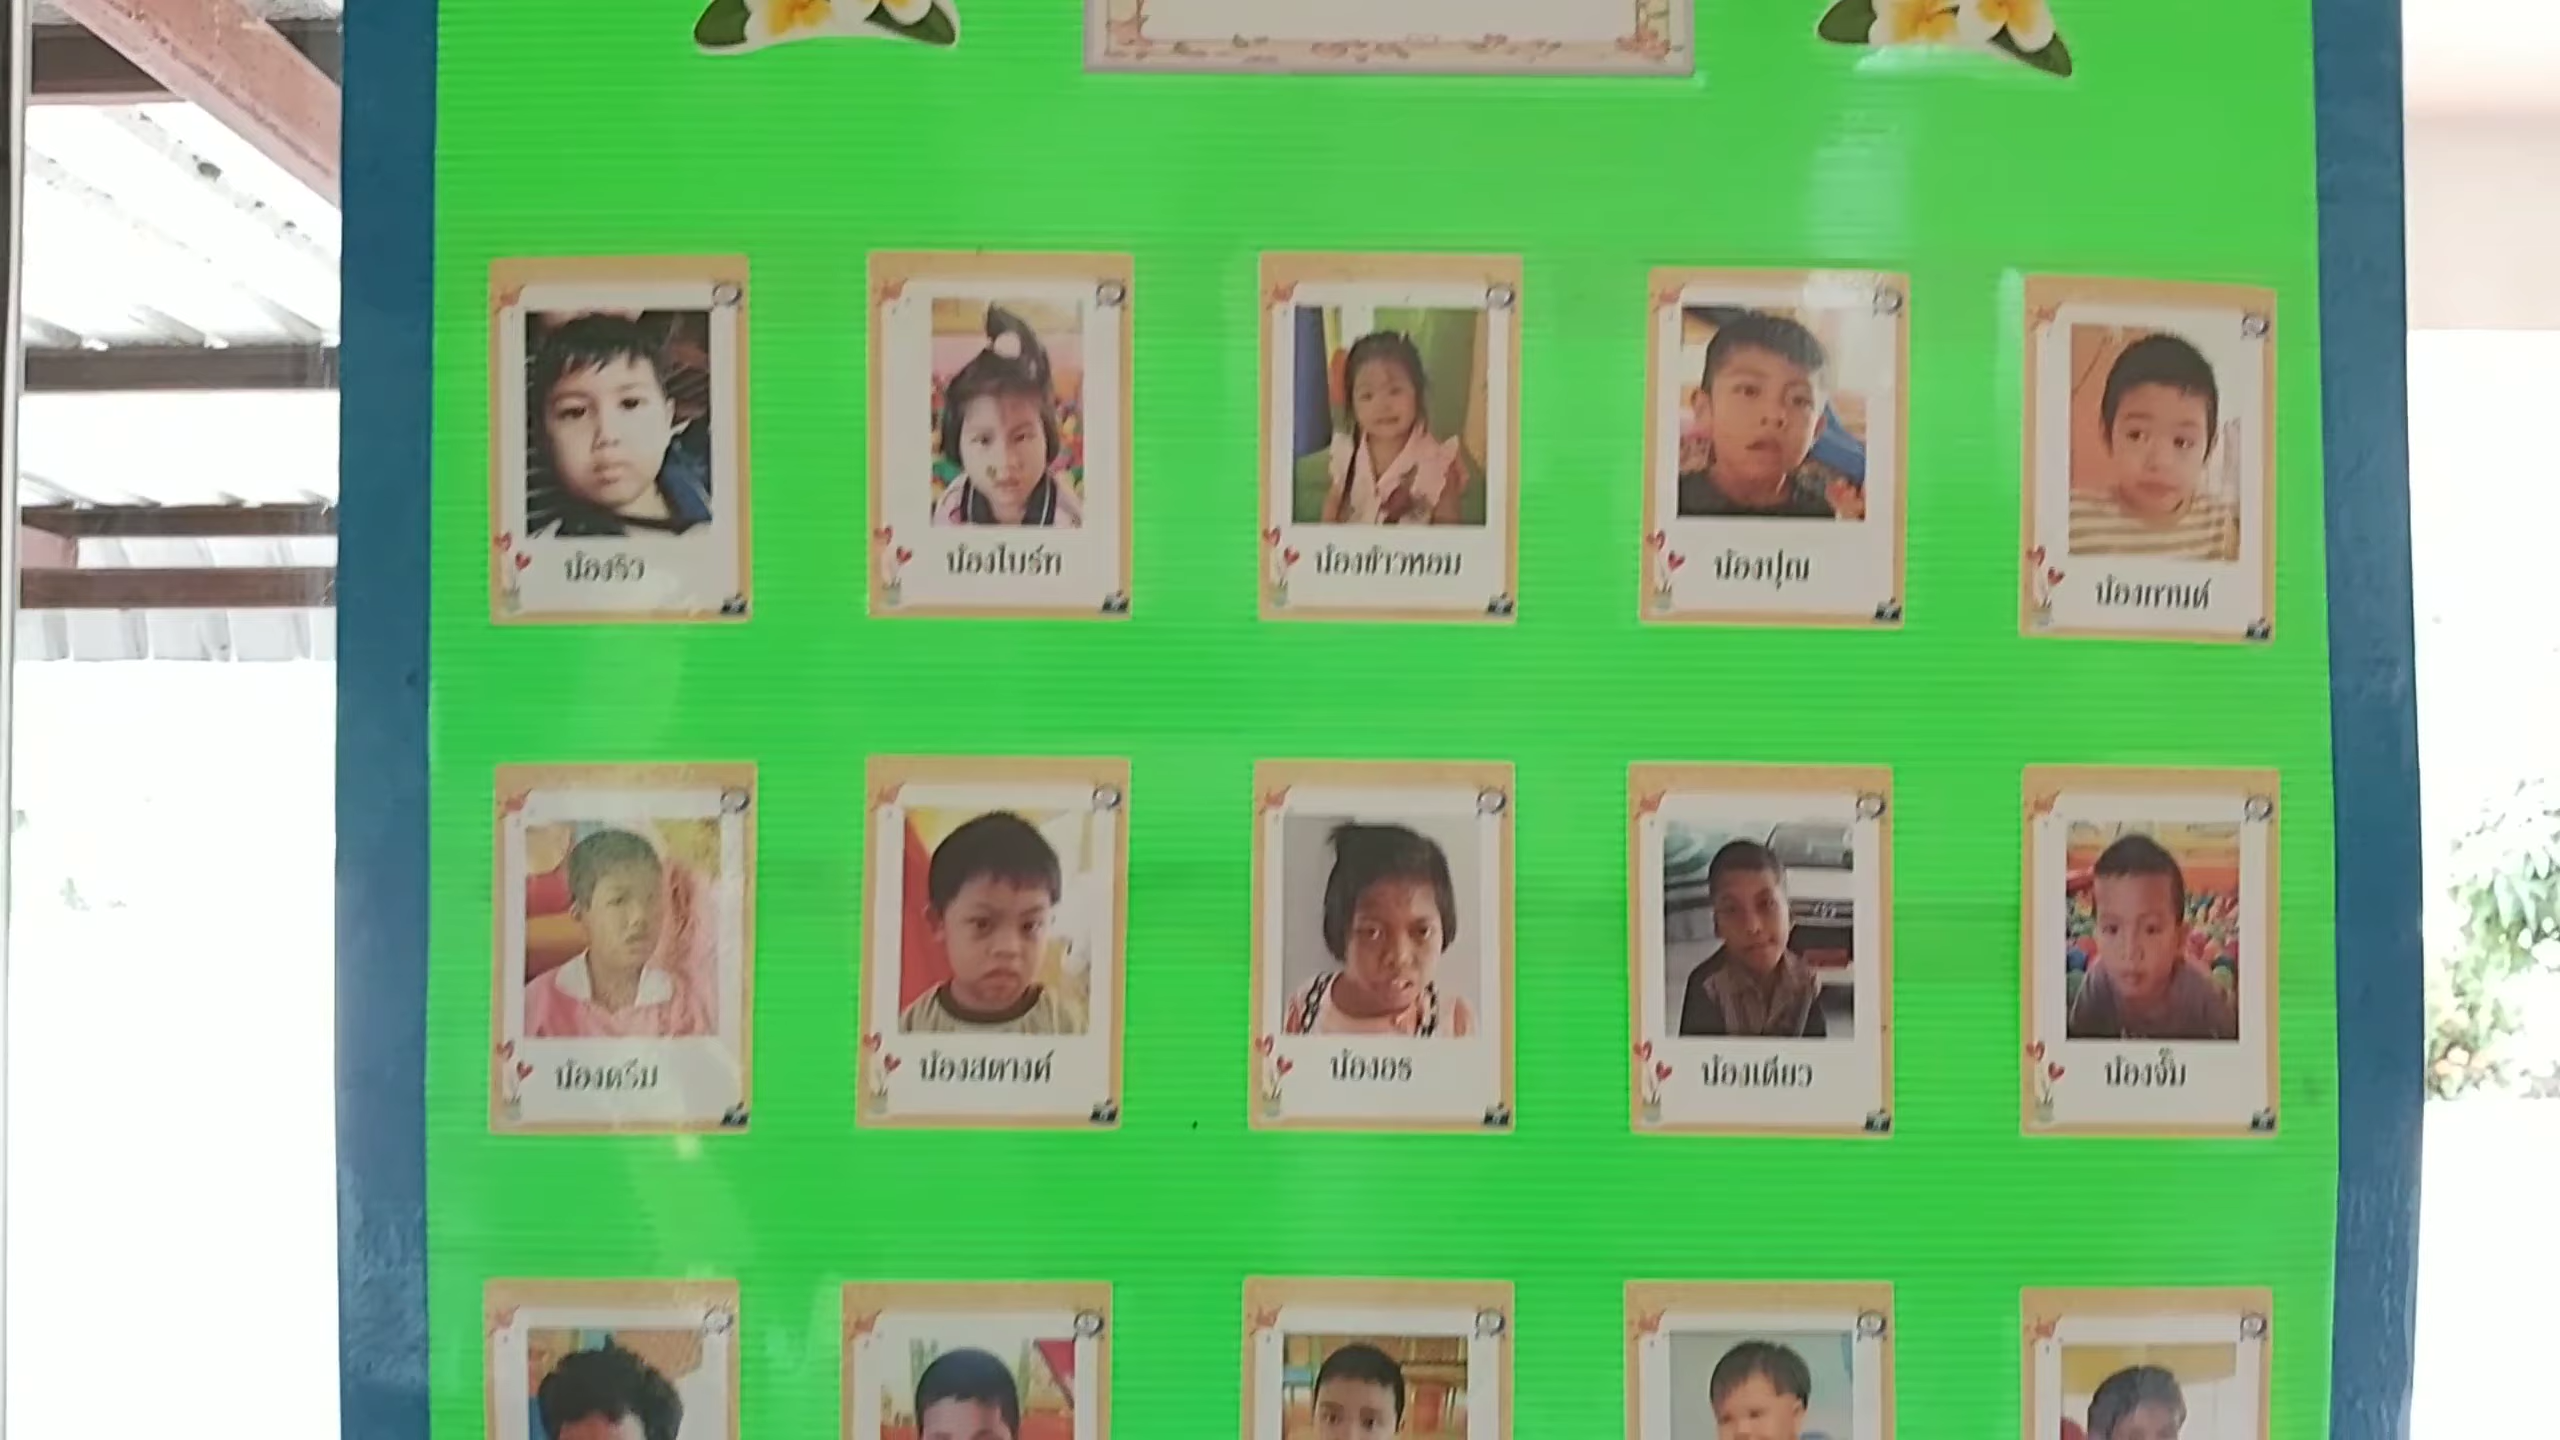 น้องริว
น้องไบร์ท
น้องข้าวหอม
น้องปุณ
น้องกานต์
น้องดรีม
น้องสตางค์
น้องอร
น้องเดียว
น้องจิ๊บ